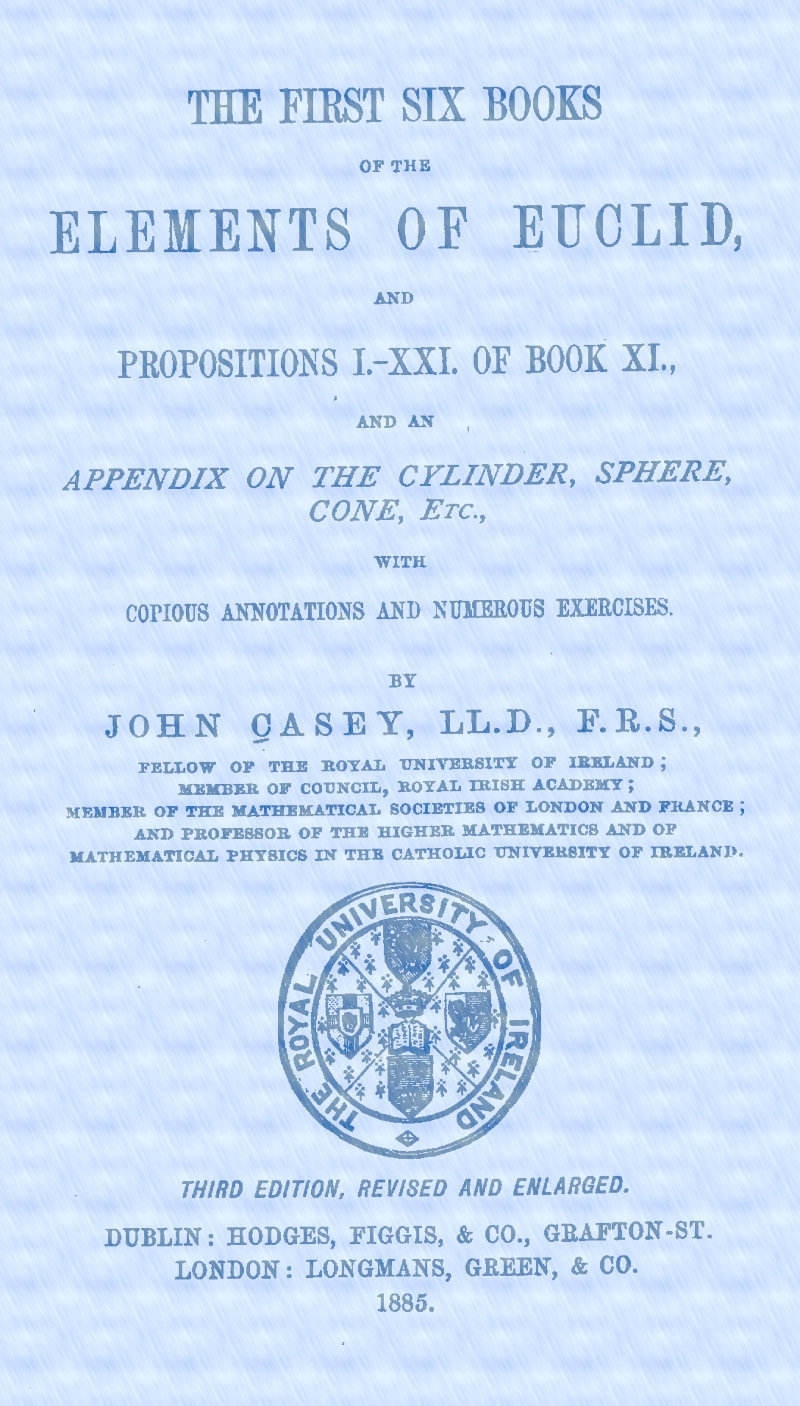 THE FIRST SIX BOOKS
OF THE
ELEMENTS OF EUCLID,
AND
PROPOSITIONS I.-XXI. OF BOOK XI.,
AND AN
APPENDIX ON THE CYLINDER, SPHERE,
CONE, ETC.,
WITH
COPIOUS ANNOTATIONS AND NUMEROUS EXERCISES.
BY
JOHN CASEY, LL.D., F.R.S.,
FELLOW OF THE ROYAL UNIVERSITY OF IRELAND;
MEMBER OF COUNCIL, ROYAL IRISH ACADEMY;
MEMBER OF THE MATHEMATICAL SOCIETIES OF LONDON AND FRANCE;
AND PROFESSOR OF THE HIGHER MATHEMATICS AND OF
MATHEMATICAL PHYSICS IN THE CATHOLIC UNIVERSITY OF IRELAND.
THE ROYAL UNIVERSITY OF IRELAND
THIRD EDITION, REVISED AND ENLARGED.
DUBLIN: HODGES, FIGGIS, & CO., GRAFTON-ST.
LONDON: LONGMANS, GREEN, & CO.
1885.